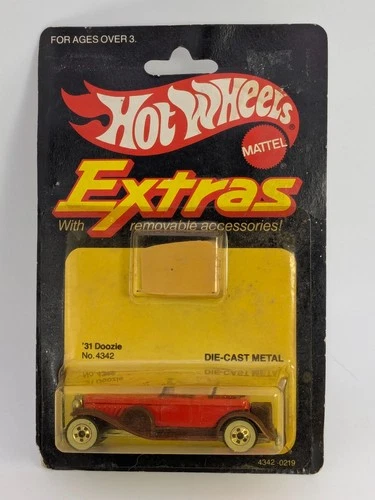 FOR AGES OVER 3.
HOT WHEELS
MATTEL
Extras
With removable accessories!
'31 Doozie
No. 4342
DIE-CAST METAL
4342-0219